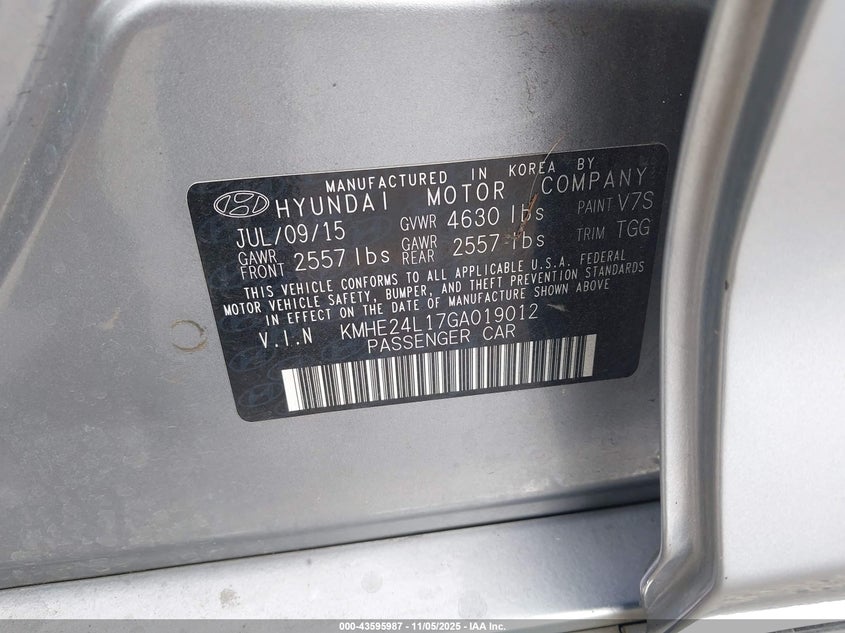 MANUFACTURED IN KOREA BY
HYUNDAI MOTOR COMPANY
JUL/09/15 GVWR 4630 lbs PAINT V7S
GAWR FRONT 2557 lbs GAWR REAR 2557 lbs TRIM TGG
THIS VEHICLE CONFORMS TO ALL APPLICABLE U.S.A. FEDERAL
MOTOR VEHICLE SAFETY, BUMPER, AND THEFT PREVENTION STANDARDS
IN EFFECT ON THE DATE OF MANUFACTURE SHOWN ABOVE
V.I.N KMHE24L17GA019012
PASSENGER CAR
000-43595987 - 11/05/2025 - IAA Inc.